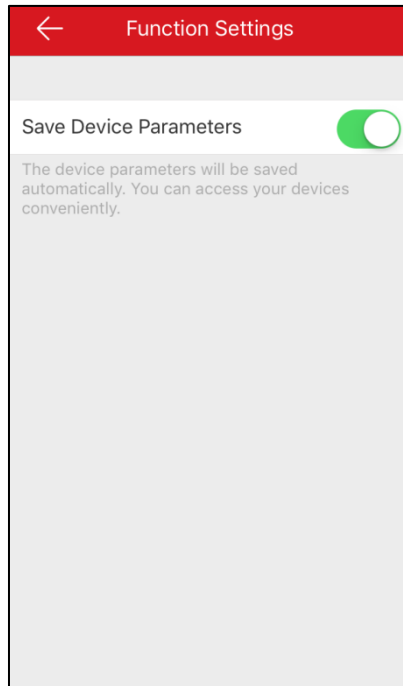 Function Settings
Save Device Parameters
The device parameters will be saved
automatically. You can access your devices
conveniently.